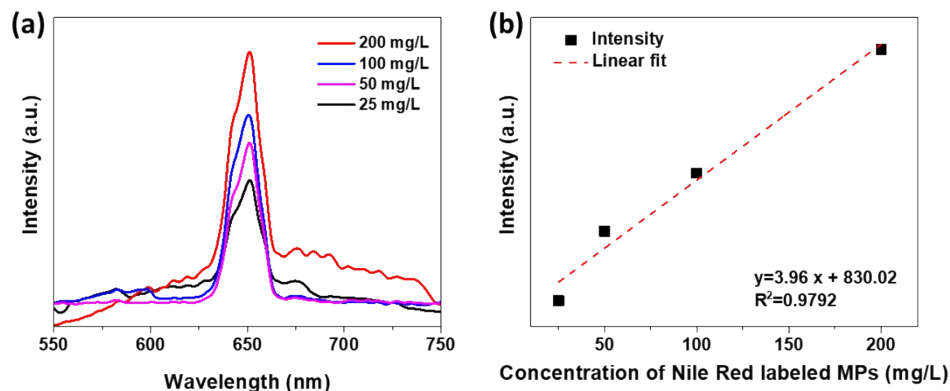 (a)
200 mg/L
100 mg/L
50 mg/L
25 mg/L
Intensity (a.u.)
550 600 650 700 750
Wavelength (nm)
(b)
Intensity
Linear fit
Intensity (a.u.)
y=3.96 x + 830.02
R²=0.9792
50 100 150 200
Concentration of Nile Red labeled MPs (mg/L)